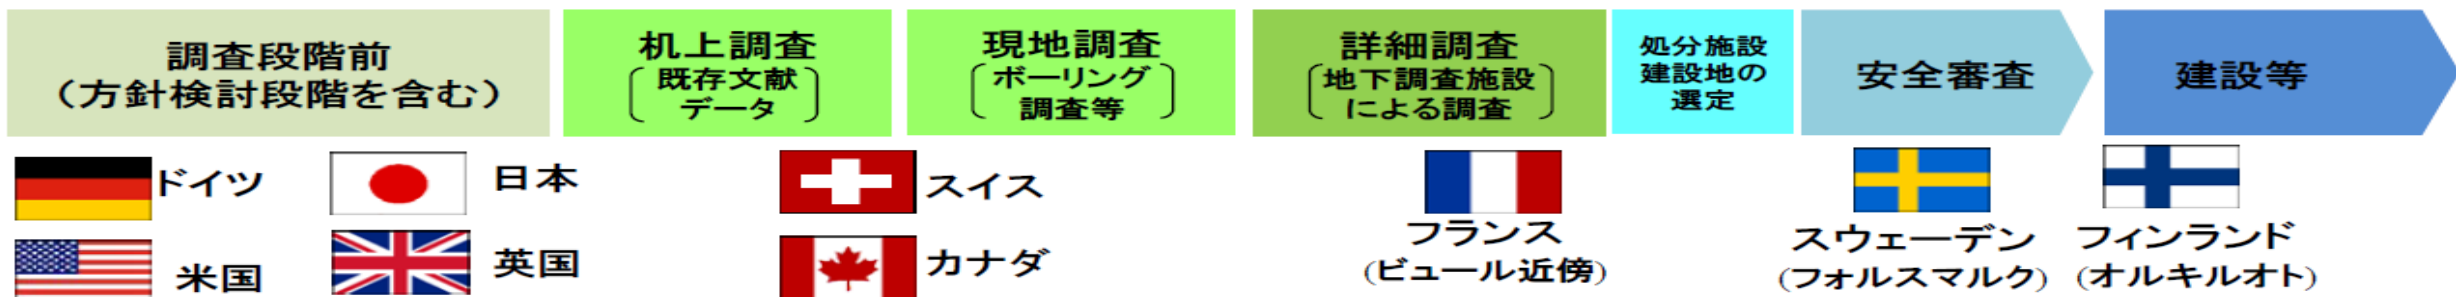 調査段階前
（方針検討段階を含む）
机上調査
既存文献
データ
現地調査
ボーリング
調査等
詳細調査
地下調査施設
による調査
処分施設
建設地の
選定
安全審査
建設等
ドイツ
日本
スイス
フランス
(ビュール近傍)
スウェーデン
(フォルスマルク)
フィンランド
(オルキルオト)
米国
英国
カナダ